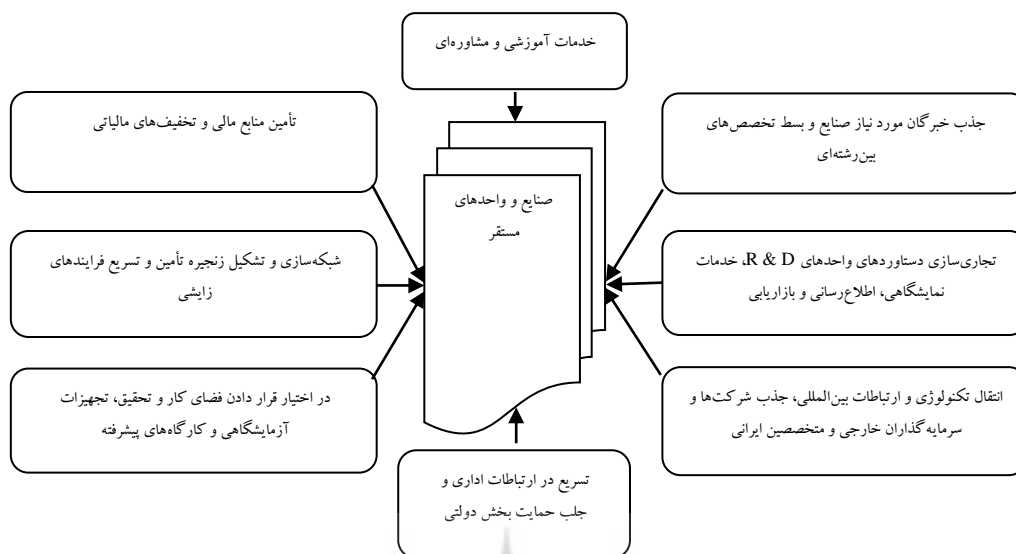 خدمات آموزشی و مشاوره‌ای
جذب خبرگان مورد نیاز صنایع و بسط تخصص‌های
بین‌رشته‌ای
تأمین منابع مالی و تخفیف‌های مالیاتی
صنایع و واحدهای
مستقر
تجاری‌سازی دستاوردهای واحدهای R & D، خدمات
نمایشگاهی، اطلاع‌رسانی و بازاریابی
شبکه‌سازی و تشکیل زنجیره تأمین و تسریع فرایندهای
زایشی
انتقال تکنولوژی و ارتباطات بین‌المللی، جذب شرکت‌ها و
سرمایه‌گذاران خارجی و متخصصین ایرانی
در اختیار قرار دادن فضای کار و تحقیق، تجهیزات
آزمایشگاهی و کارگاه‌های پیشرفته
تسریع در ارتباطات اداری و
جلب حمایت بخش دولتی